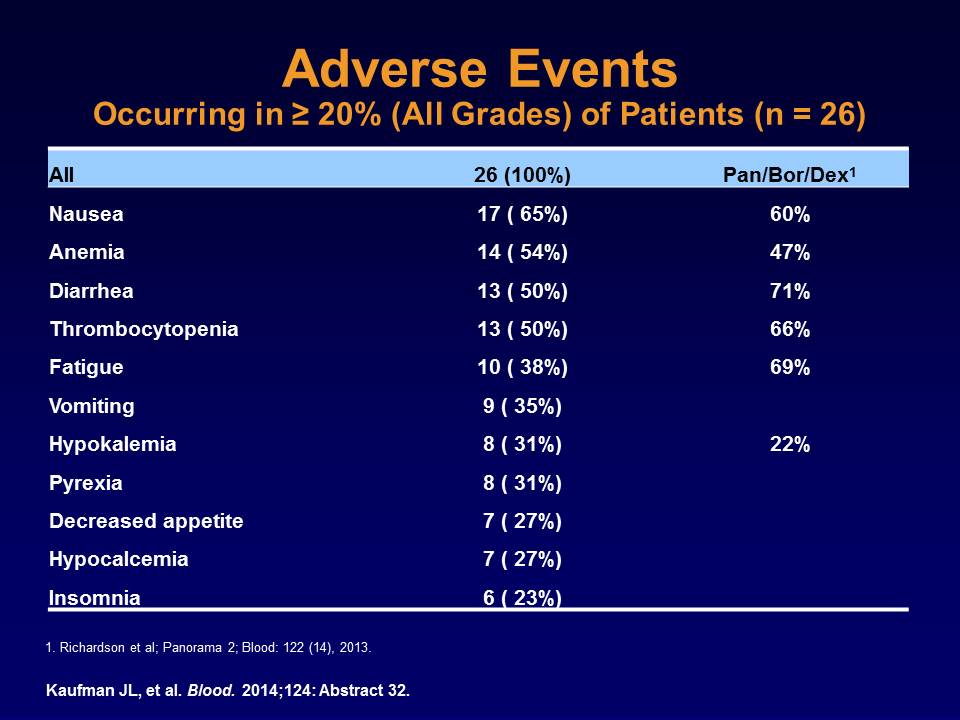 Adverse Events
Occurring in ≥ 20% (All Grades) of Patients (n = 26)
All 26 (100%) Pan/Bor/Dex¹
Nausea 17 ( 65%) 60%
Anemia 14 ( 54%) 47%
Diarrhea 13 ( 50%) 71%
Thrombocytopenia 13 ( 50%) 66%
Fatigue 10 ( 38%) 69%
Vomiting 9 ( 35%)
Hypokalemia 8 ( 31%) 22%
Pyrexia 8 ( 31%)
Decreased appetite 7 ( 27%)
Hypocalcemia 7 ( 27%)
Insomnia 6 ( 23%)
1. Richardson et al; Panorama 2; Blood: 122 (14), 2013.
Kaufman JL, et al. Blood. 2014;124: Abstract 32.